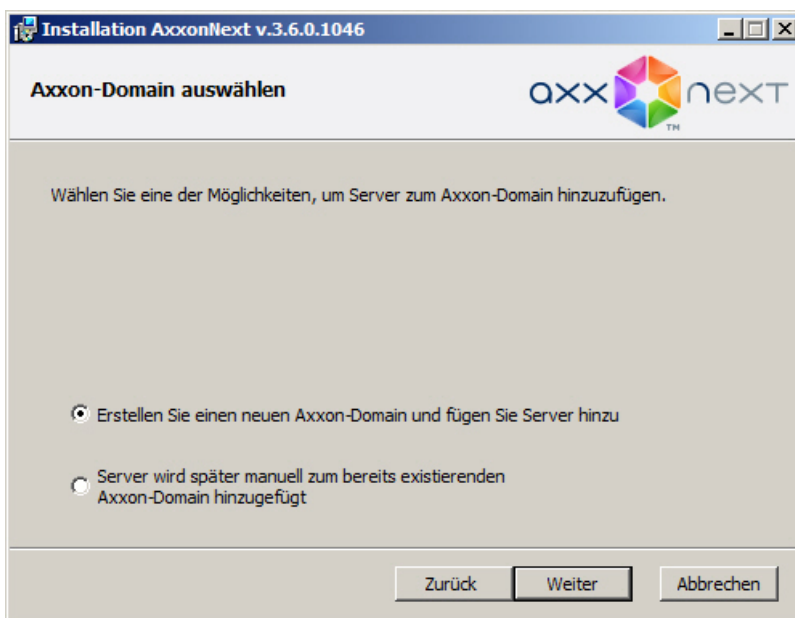 Installation AxxonNext v.3.6.0.1046
Axxon-Domain auswählen
axx next
TM
Wählen Sie eine der Möglichkeiten, um Server zum Axxon-Domain hinzuzufügen.
Erstellen Sie einen neuen Axxon-Domain und fügen Sie Server hinzu
Server wird später manuell zum bereits existierenden
Axxon-Domain hinzugefügt
Zurück Weiter Abbrechen